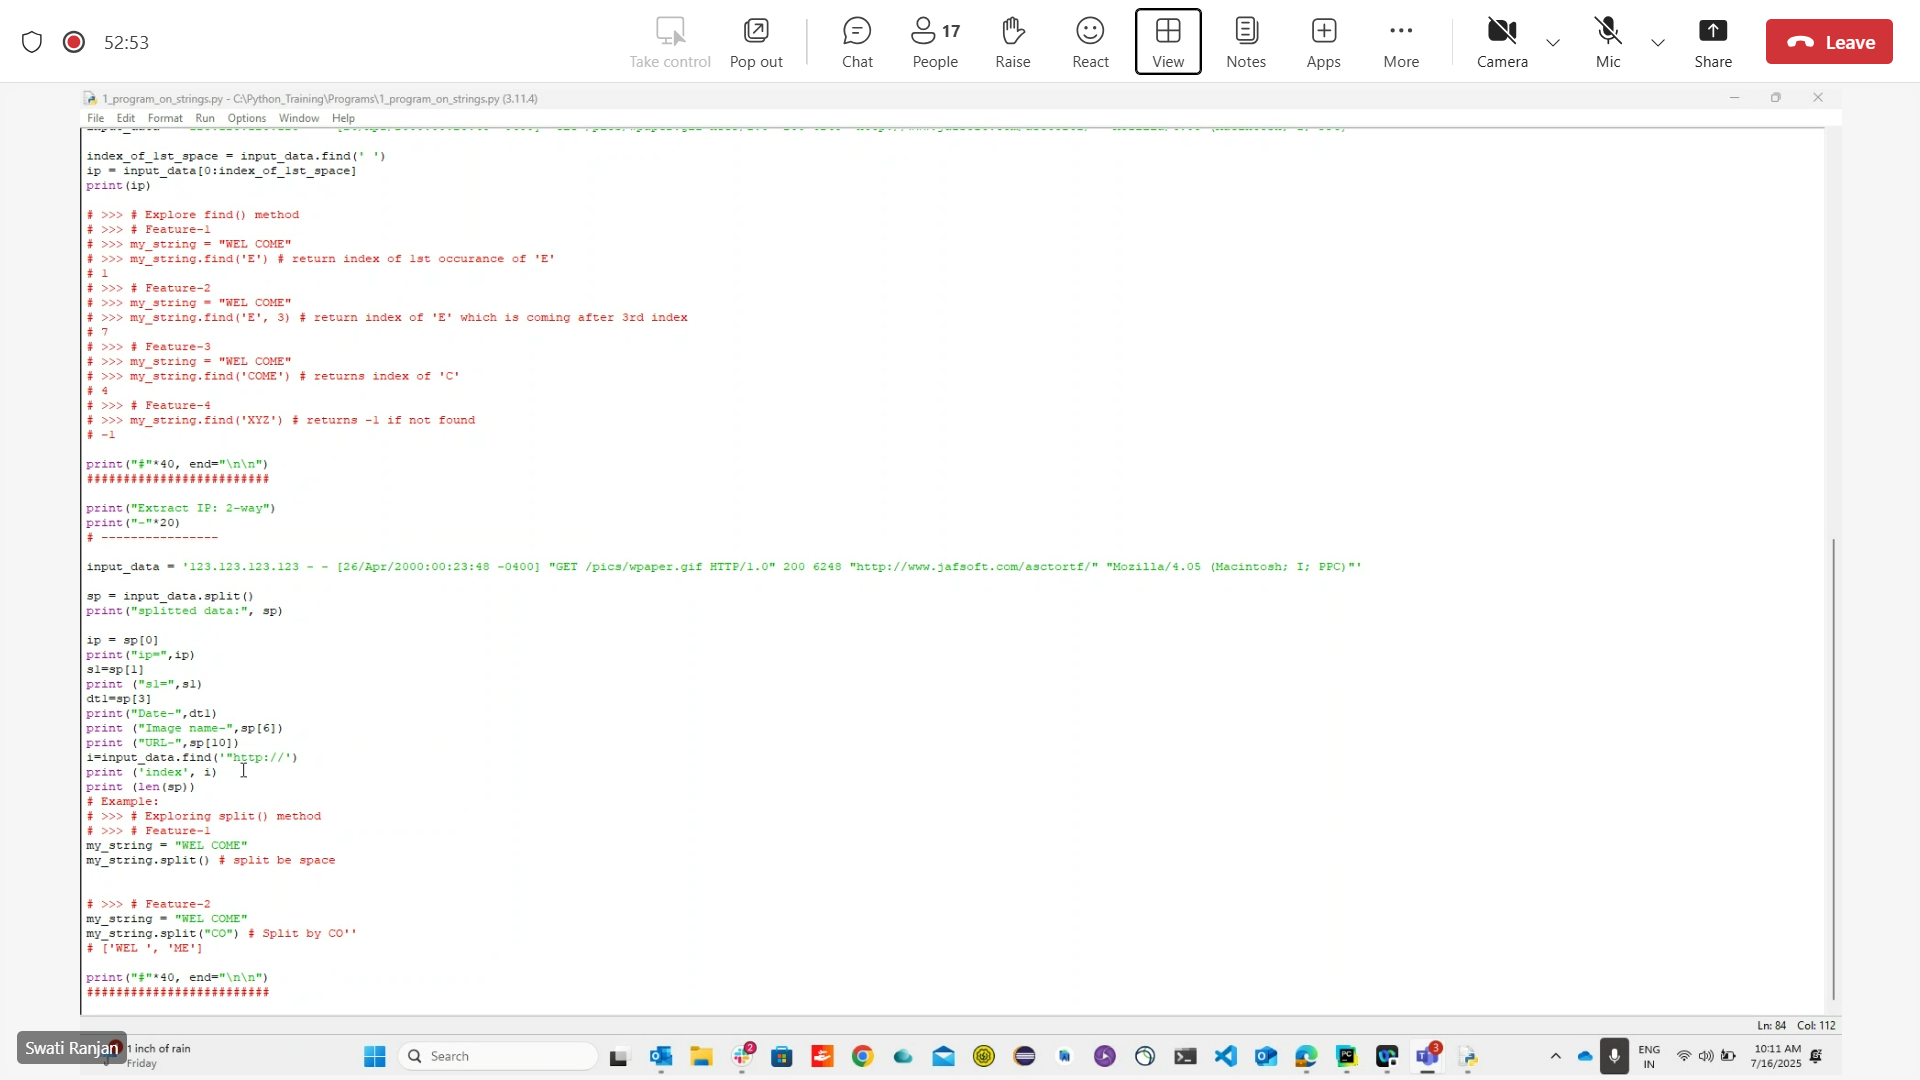 52:53
Take control
Pop out
Chat
17
People
Raise
React
View
Notes
Apps
More
Camera
Mic
Share
Leave
1_program_on_strings.py - C:\Python_Training\Programs\1_program_on_strings.py (3.11.4)
File Edit Format Run Options Window Help
index_of_1st_space = input_data.find(' ')
ip = input_data[0:index_of_1st_space]
print(ip)
# >>> # Explore find() method
# >>> # Feature-1
# >>> my_string = "WEL COME"
# >>> my_string.find('E') # return index of 1st occurance of 'E'
# 1
# >>> # Feature-2
# >>> my_string = "WEL COME"
# >>> my_string.find('E', 3) # return index of 'E' which is coming after 3rd index
# 7
# >>> # Feature-3
# >>> my_string = "WEL COME"
# >>> my_string.find('COME') # returns index of 'C'
# 4
# >>> # Feature-4
# >>> my_string.find('XYZ') # returns -1 if not found
# -1
print("#"*40, end="\n\n")
#########################
print("Extract IP: 2-way")
print("-"*20)
# ----------------
input_data = '123.123.123.123 - - [26/Apr/2000:00:23:48 -0400] "GET /pics/wpaper.gif HTTP/1.0" 200 6248 "http://www.jafsoft.com/asctortf/" "Mozilla/4.05 (Macintosh; I; PPC)"'
sp = input_data.split()
print("splitted data:", sp)
ip = sp[0]
print("ip=",ip)
s1=sp[1]
print ("s1=",s1)
dt1=sp[3]
print("Date-",dt1)
print ("Image name-",sp[6])
print ("URL-",sp[10])
i=input_data.find('"http://')
print ('index', i)
print (len(sp))
# Example:
# >>> # Exploring split() method
# >>> # Feature-1
my_string = "WEL COME"
my_string.split() # split be space
# >>> # Feature-2
my_string = "WEL COME"
my_string.split("CO") # Split by CO''
# ['WEL ', 'ME']
print("#"*40, end="\n\n")
#########################
Ln: 84 Col: 112
Swati Ranjan
1 inch of rain
Friday
Search
2
3
ENG
IN
10:11 AM
7/16/2025